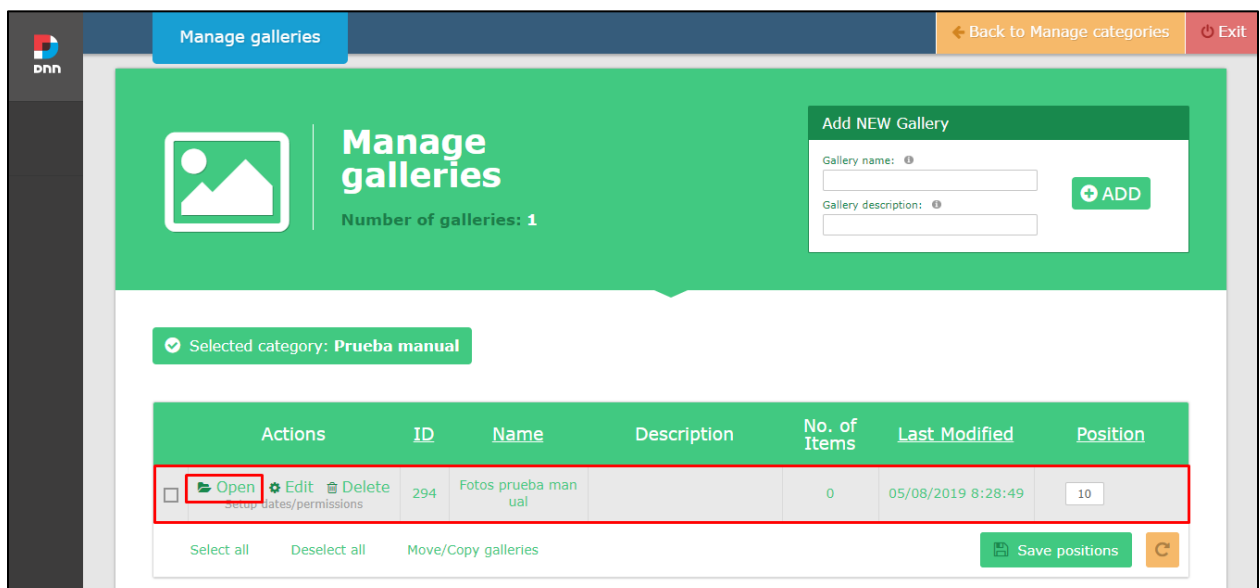 DNN
Manage galleries
Back to Manage categories
Exit
Manage
galleries
Number of galleries: 1
Add NEW Gallery
Gallery name:
Gallery description:
ADD
Selected category: Prueba manual
Actions ID Name Description No. of Items Last Modified Position
Open Edit Delete 294 Fotos prueba man
ual 0 05/08/2019 8:28:49 10
Setup dates/permissions
Select all Deselect all Move/Copy galleries Save positions